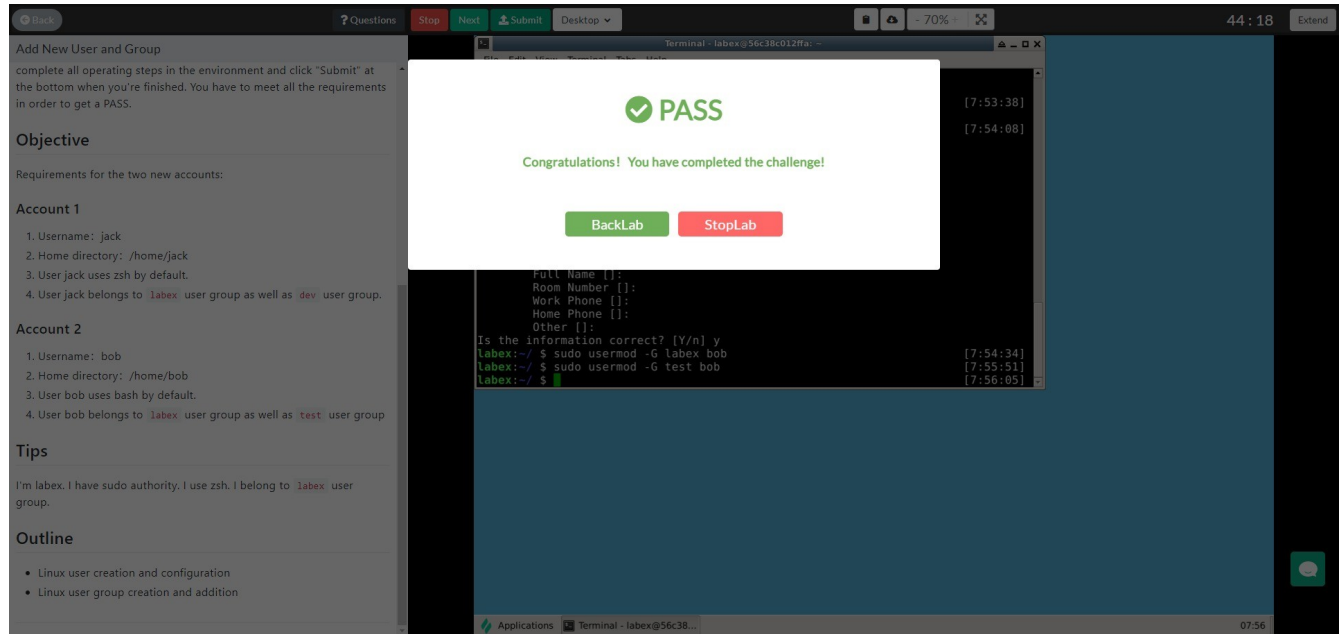 Back
? Questions
Stop
Next
Submit
Desktop
- 70% +
44 : 18
Extend
Add New User and Group
complete all operating steps in the environment and click "Submit" at
the bottom when you're finished. You have to meet all the requirements
in order to get a PASS.
Objective
Requirements for the two new accounts:
Account 1
1. Username: jack
2. Home directory: /home/jack
3. User jack uses zsh by default.
4. User jack belongs to labex user group as well as dev user group.
Account 2
1. Username: bob
2. Home directory: /home/bob
3. User bob uses bash by default.
4. User bob belongs to labex user group as well as test user group
Tips
I'm labex. I have sudo authority. I use zsh. I belong to labex user
group.
Outline
• Linux user creation and configuration
• Linux user group creation and addition
Terminal - labex@56c38c012ffa: ~
File Edit View Terminal Tabs Help
[7:53:38]
[7:54:08]
PASS
Congratulations! You have completed the challenge!
BackLab
StopLab
Full Name []:
Room Number []:
Work Phone []:
Home Phone []:
Other []:
Is the information correct? [Y/n] y
labex:~/ $ sudo usermod -G labex bob [7:54:34]
labex:~/ $ sudo usermod -G test bob [7:55:51]
labex:~/ $ [7:56:05]
Applications
Terminal - labex@56c38...
07:56